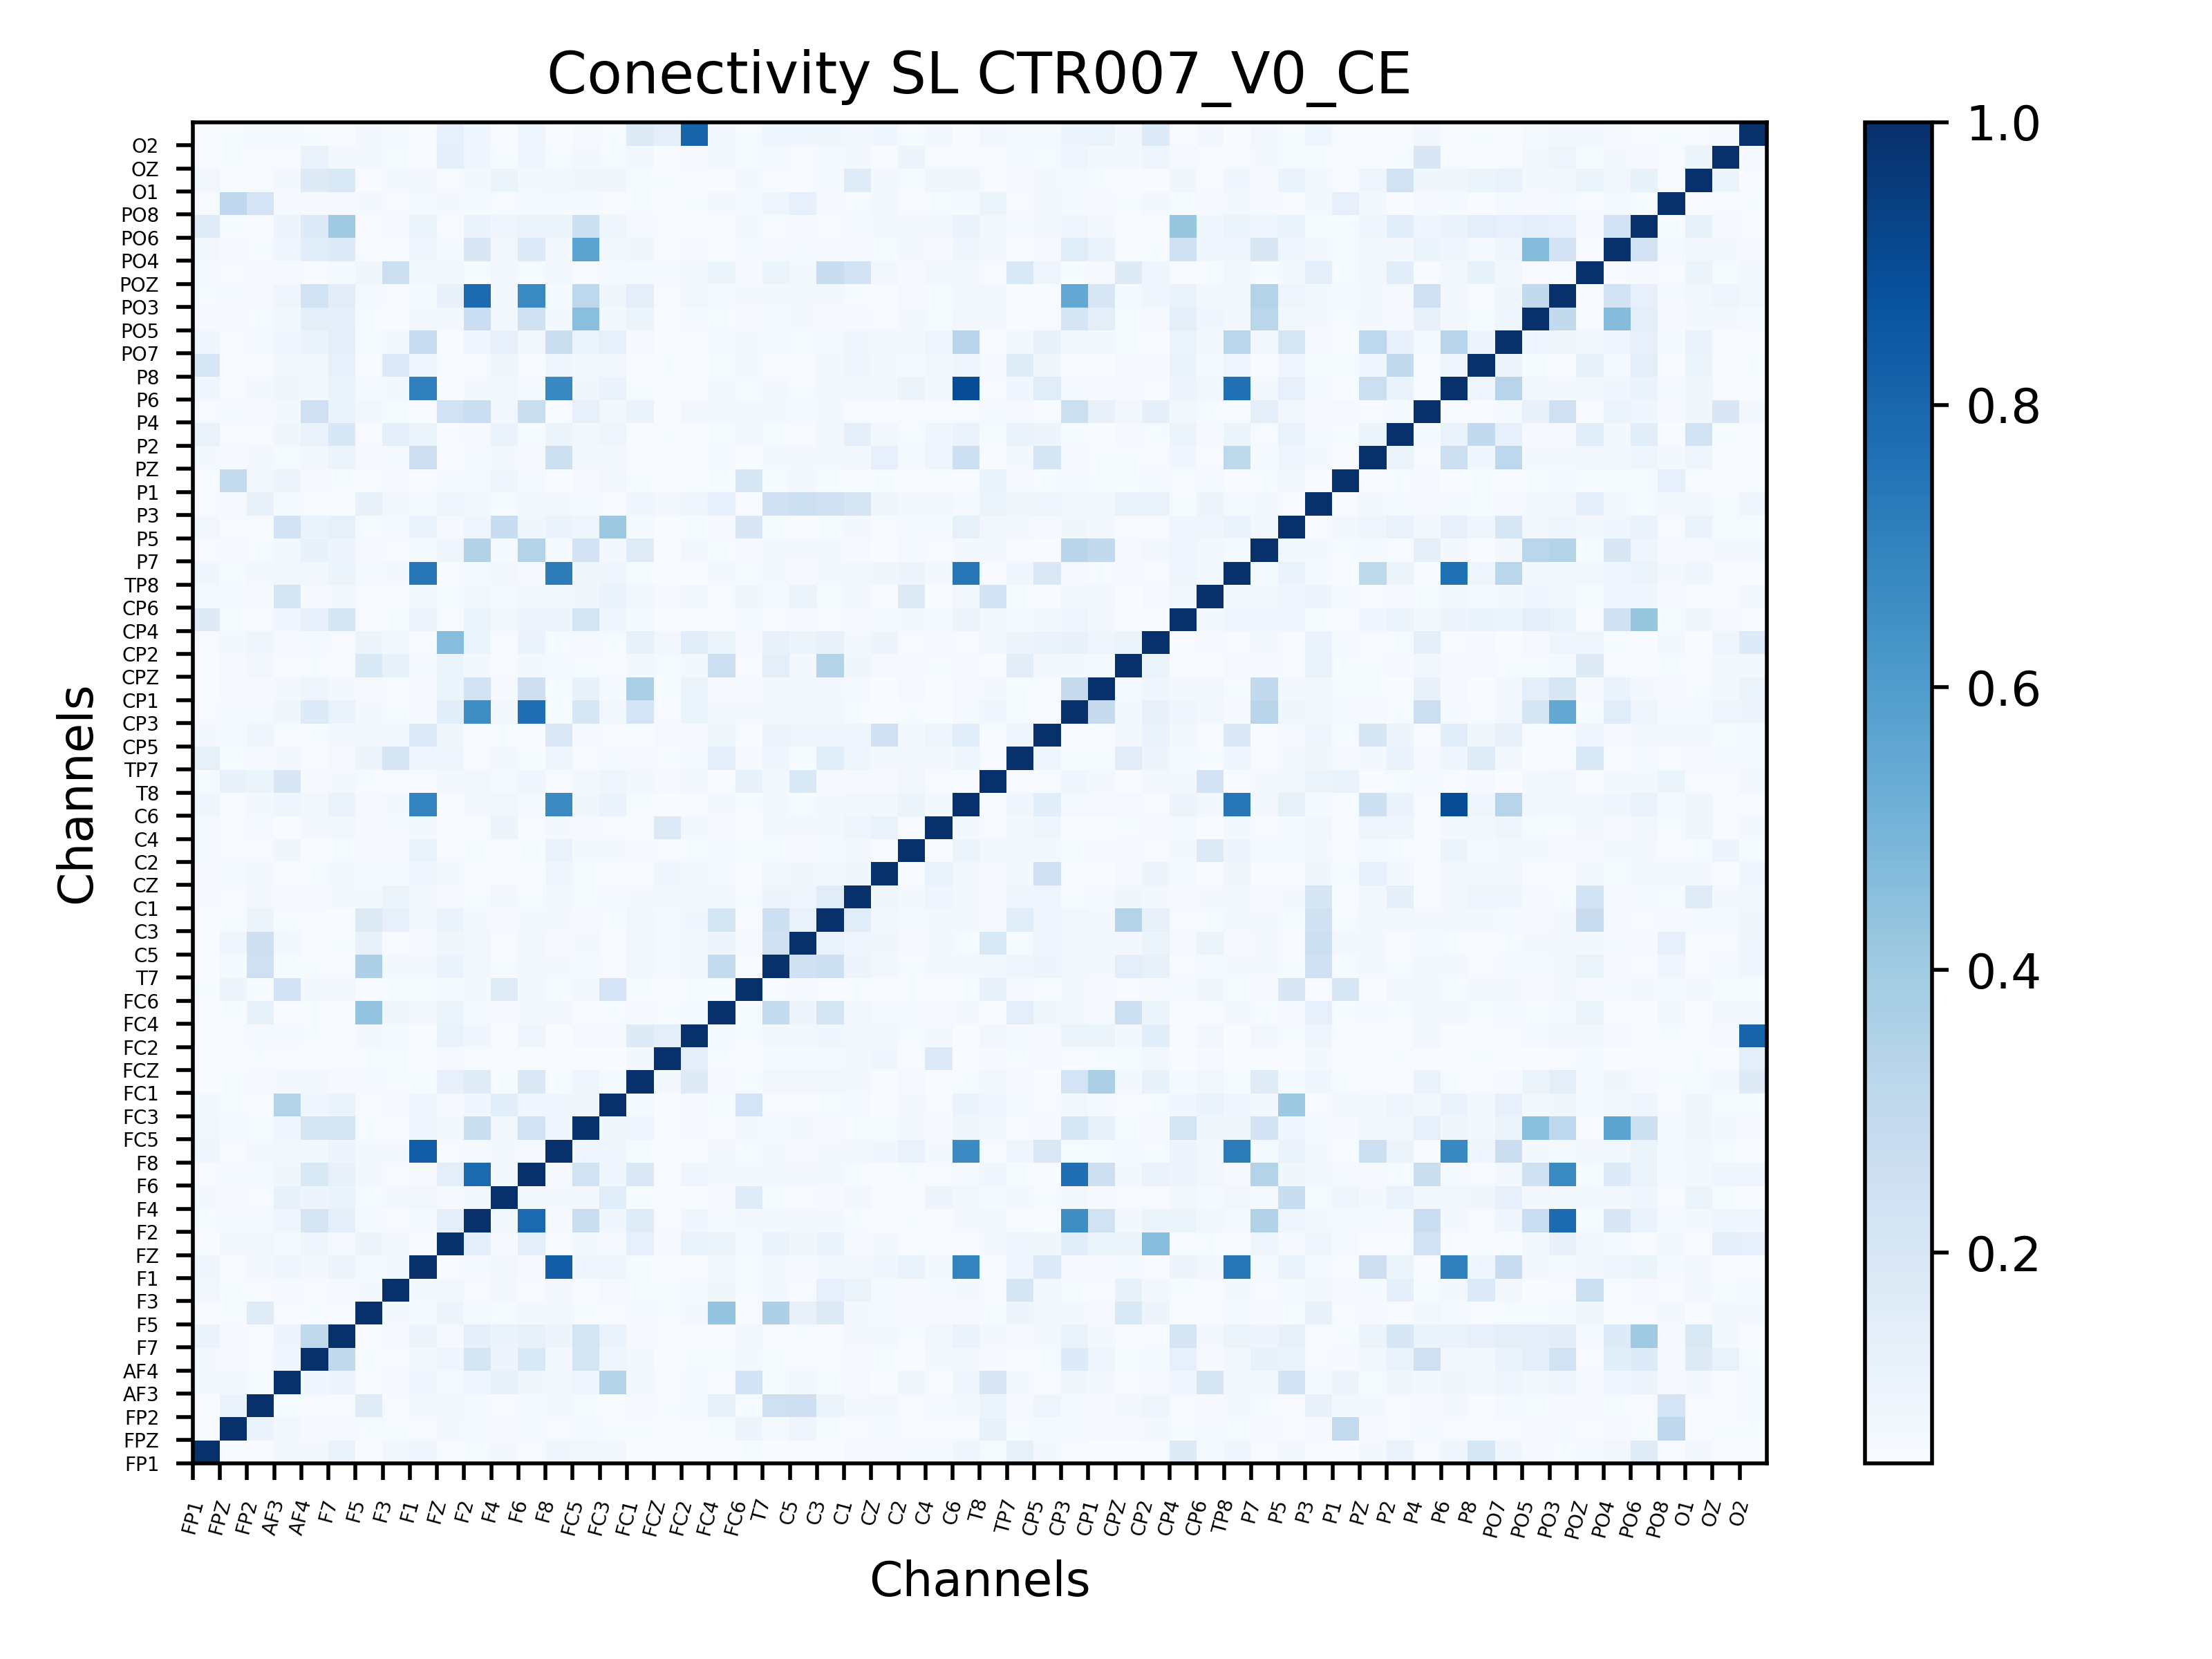 Conectivity SL CTR007_V0_CE
1.0
0.8
0.6
0.4
0.2
Channels
O2
OZ
O1
PO8
PO6
PO4
POZ
PO3
PO5
PO7
P8
P6
P4
P2
PZ
P1
P3
P5
P7
TP8
CP6
CP4
CP2
CPZ
CP1
CP3
CP5
TP7
T8
C6
C4
C2
CZ
C1
C3
C5
T7
FC6
FC4
FC2
FCZ
FC1
FC3
FC5
F8
F6
F4
F2
FZ
F1
F3
F5
F7
AF4
AF3
FP2
FPZ
FP1
FP1 FPZ FP2 AF3 AF4 F7 F5 F3 F1 FZ F2 F4 F6 F8 FC5 FC3 FC1 FCZ FC2 FC4 FC6 T7 C5 C3 C1 CZ C2 C4 C6 T8 TP7 CP5 CP3 CP1 CPZ CP2 CP4 CP6 TP8 P7 P5 P3 P1 PZ P2 P4 P6 P8 PO7 PO5 PO3 POZ PO4 PO6 PO8 O1 OZ O2
Channels